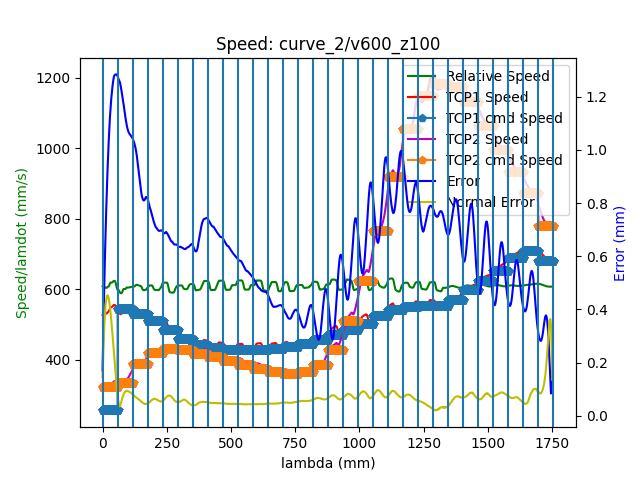 Speed: curve_2/v600_z100
Speed/lamdot (mm/s)
1200
1000
800
600
400
Relative Speed
TCP1 Speed
TCP1 cmd Speed
TCP2 Speed
TCP2 cmd Speed
Error
Normal Error
1.2
1.0
0.8
0.6
0.4
0.2
0.0
Error (mm)
0 250 500 750 1000 1250 1500 1750
lambda (mm)